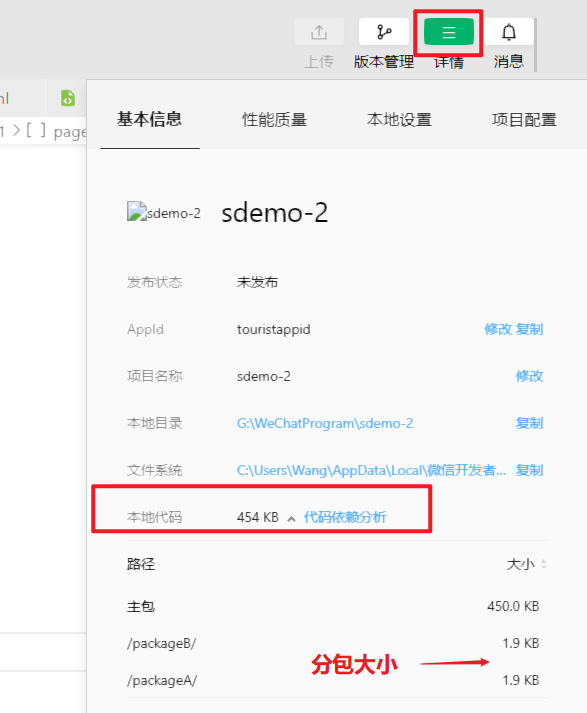 上传 版本管理 详情 消息
基本信息 性能质量 本地设置 项目配置
1 > [ ] page
sdemo-2 sdemo-2
发布状态 未发布
AppId touristappid 修改 复制
项目名称 sdemo-2 修改
本地目录 G:\WeChatProgram\sdemo-2 复制
文件系统 C:\Users\Wang\AppData\Local\微信开发者... 复制
本地代码 454 KB 代码依赖分析
路径 大小
主包 450.0 KB
/packageB/ 1.9 KB
分包大小
/packageA/ 1.9 KB